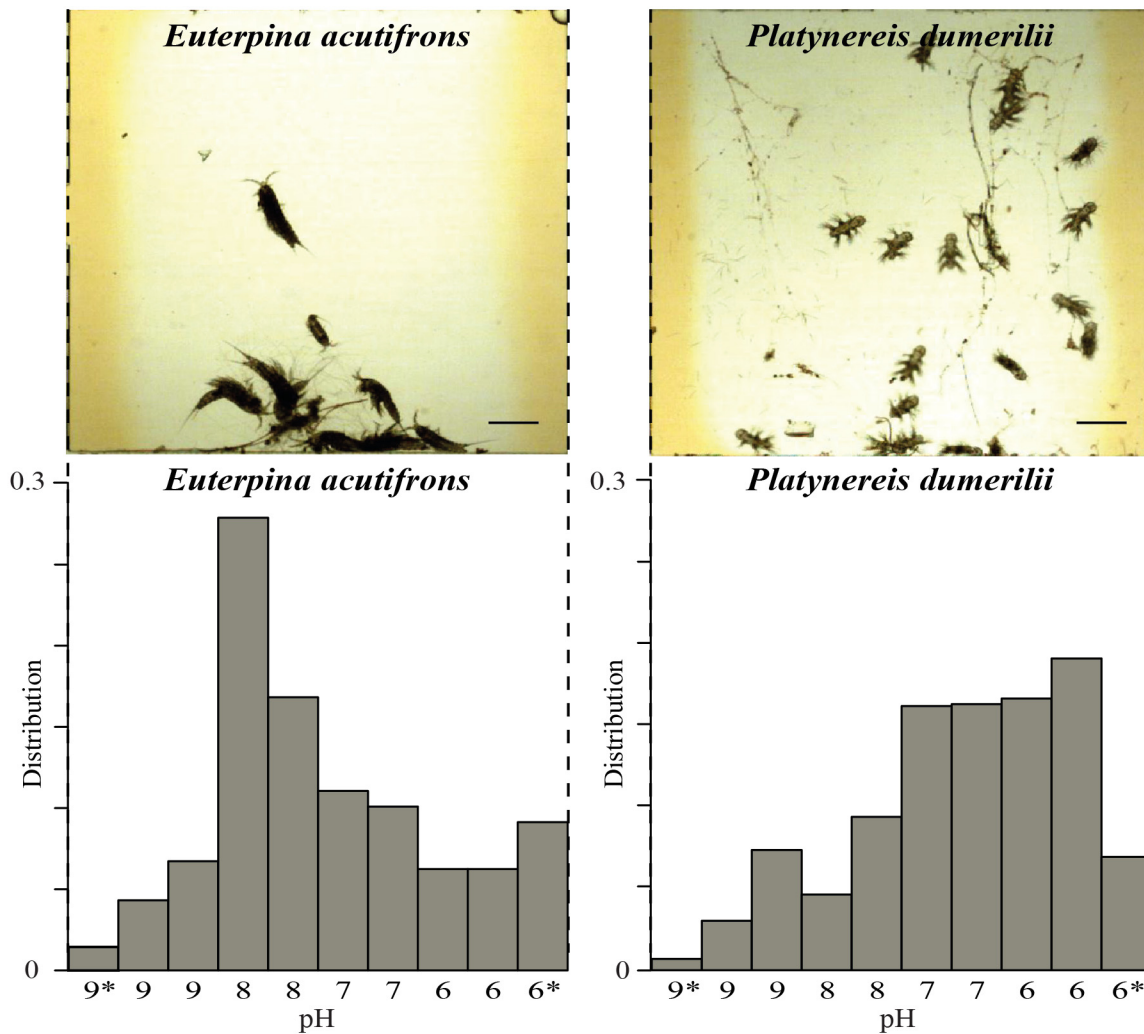 Euterpina acutifrons
Platynereis dumerilii
Euterpina acutifrons
0.3
Distribution
0
9* 9 9 8 8 7 7 6 6 6*
pH
Platynereis dumerilii
0.3
Distribution
0
9* 9 9 8 8 7 7 6 6 6*
pH